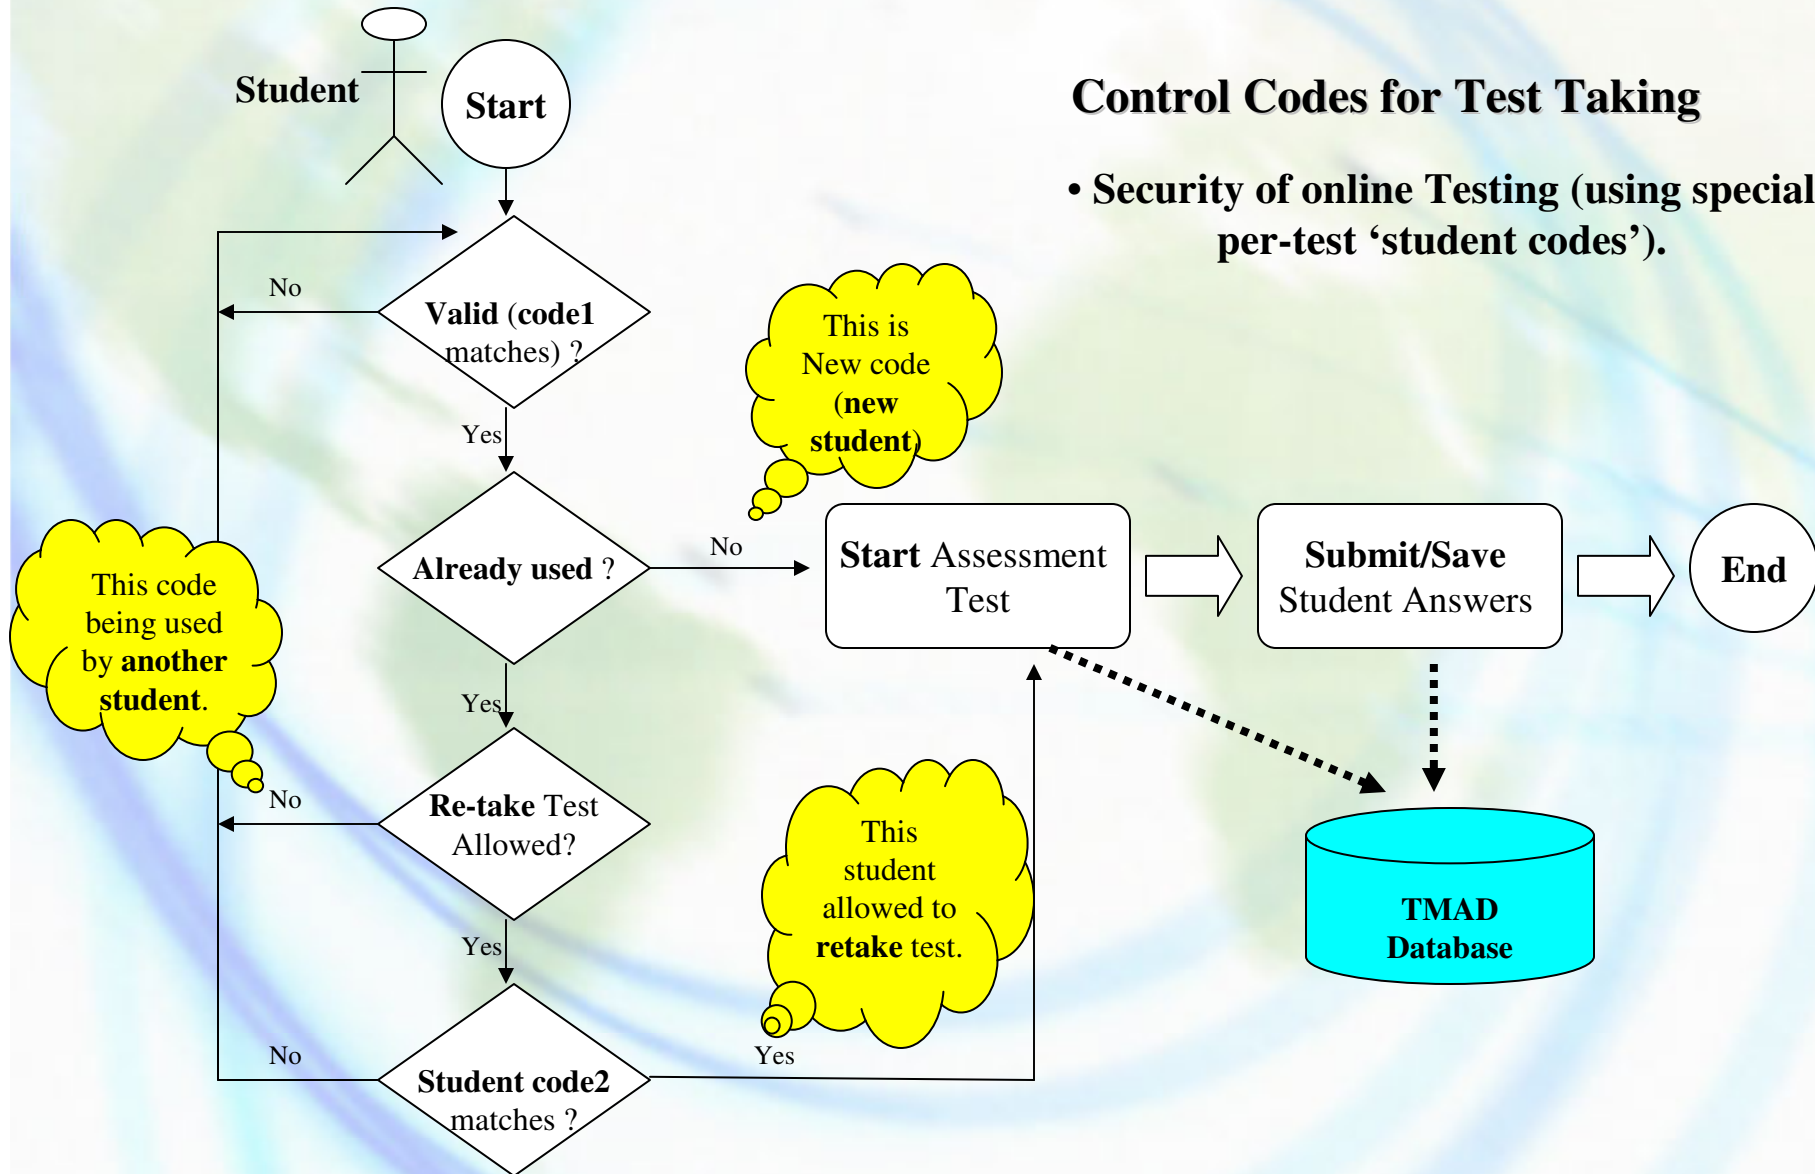 Student
Start
Control Codes for Test Taking
• Security of online Testing (using special
per-test ‘student codes’).
No
Valid (code1
matches) ?
This is
New code
(new
student)
Yes
Already used ?
No
Start Assessment
Test
Submit/Save
Student Answers
End
This code
being used
by another
student.
Yes
No
Re-take Test
Allowed?
This
student
allowed to
retake test.
TMAD
Database
Yes
No
Student code2
matches ?
Yes